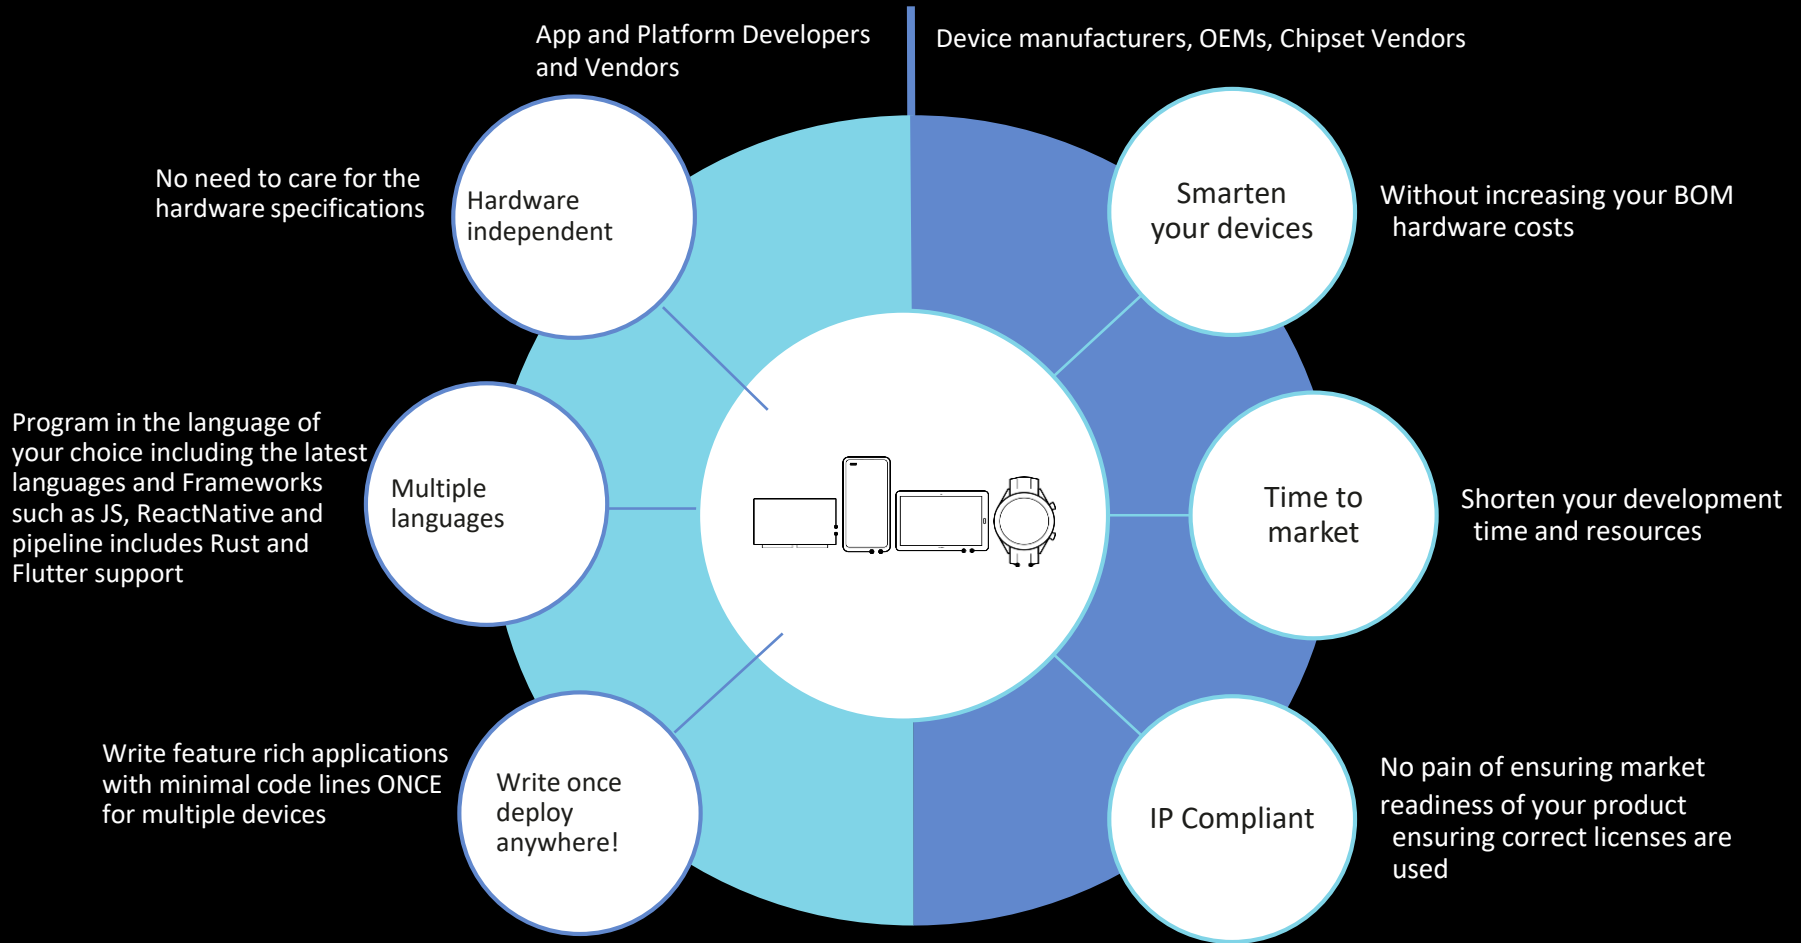 App and Platform Developers
and Vendors
Device manufacturers, OEMs, Chipset Vendors
No need to care for the
hardware specifications
Hardware
independent
Program in the language of
your choice including the latest
languages and Frameworks
such as JS, ReactNative and
pipeline includes Rust and
Flutter support
Multiple
languages
Write feature rich applications
with minimal code lines ONCE
for multiple devices
Write once
deploy
anywhere!
Smarten
your devices
Without increasing your BOM
hardware costs
Time to
market
Shorten your development
time and resources
IP Compliant
No pain of ensuring market
readiness of your product
ensuring correct licenses are
used